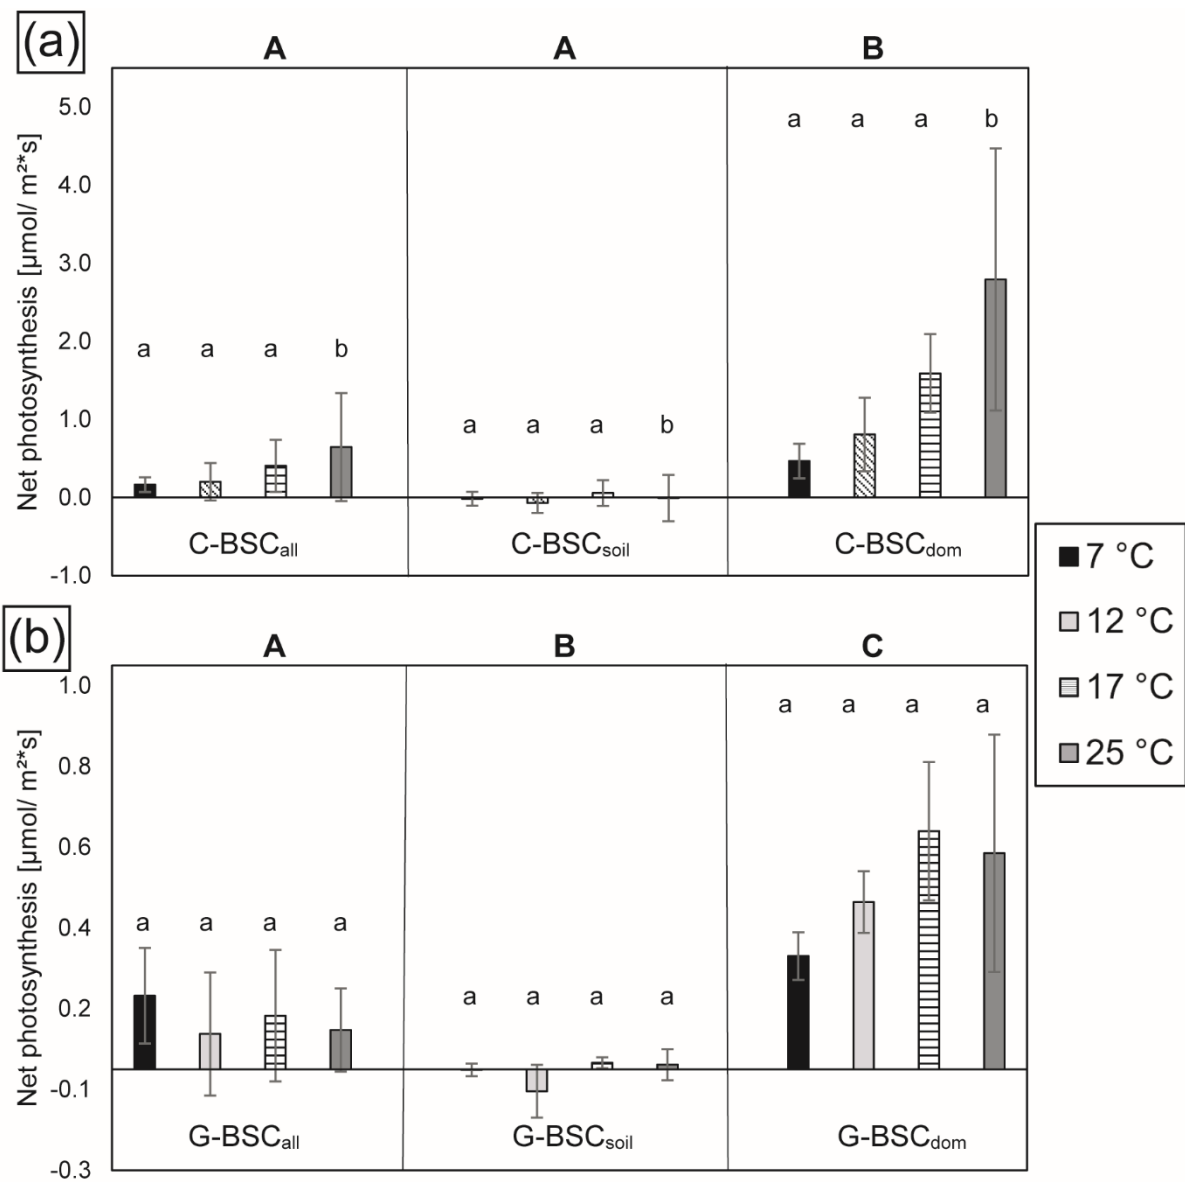 (a)
A A B
Net photosynthesis [µmol/ m²*s]
5.0
4.0
3.0
2.0
1.0
0.0
-1.0
a a a b
a a a b
a a a b
C-BSCall C-BSCsoil C-BSCdom
7 °C
12 °C
17 °C
25 °C
(b)
A B C
Net photosynthesis [µmol/ m²*s]
1.0
0.8
0.6
0.4
0.2
-0.1
-0.3
a a a a
a a a a
a a a a
G-BSCall G-BSCsoil G-BSCdom